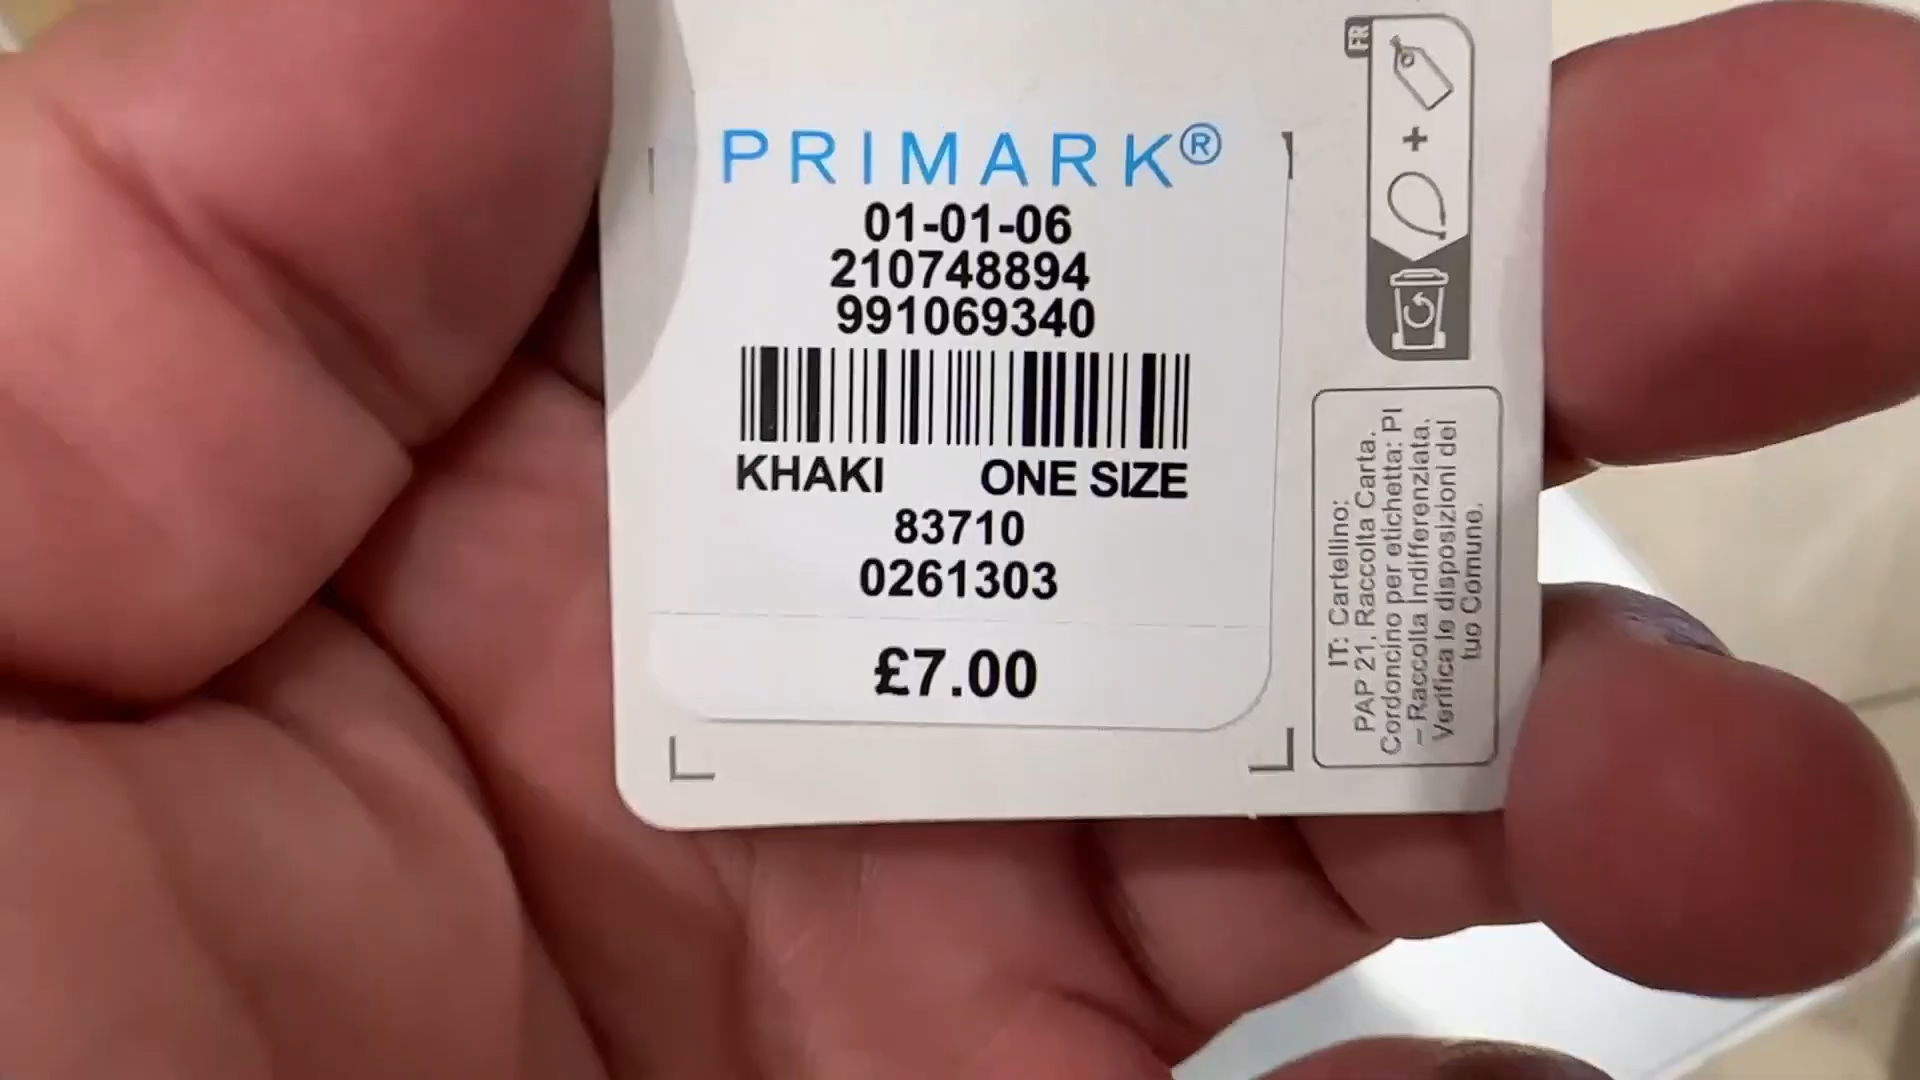 PRIMARK®
01-01-06
210748894
991069340
KHAKI ONE SIZE
83710
0261303
£7.00
FR
+
IT: Cartellino:
PAP 21. Raccolta Carta.
Cordoncino per etichetta: PI
– Raccolta Indifferenziata.
Verifica le disposizioni del
tuo Comune.